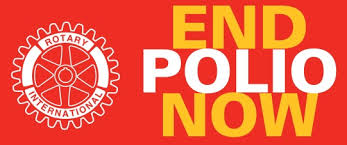 ROTARY
INTERNATIONAL
END
POLIO
NOW